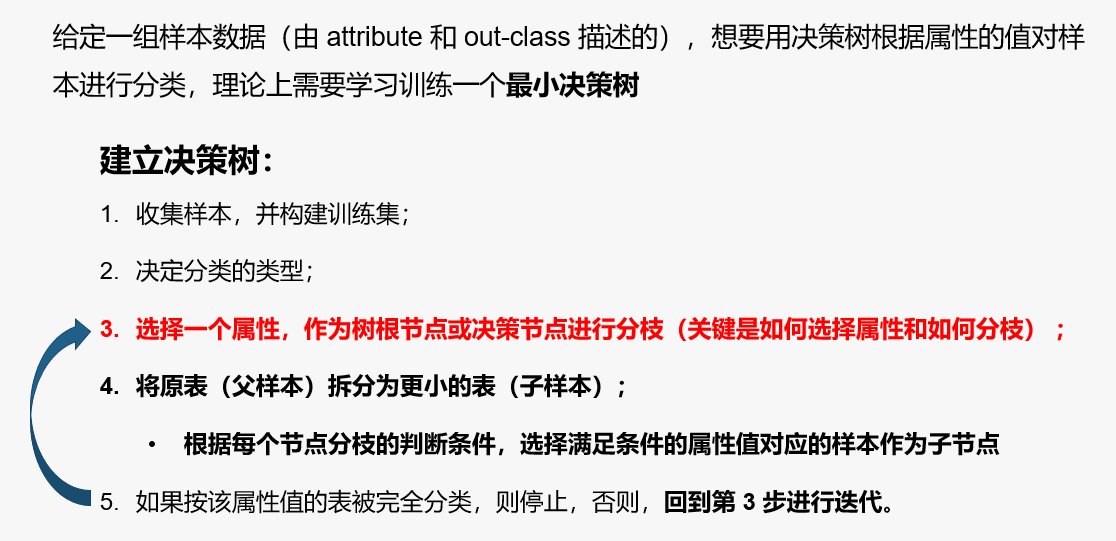 给定一组样本数据（由 attribute 和 out-class 描述的），想要用决策树根据属性的值对样
本进行分类，理论上需要学习训练一个最小决策树
建立决策树：
1. 收集样本，并构建训练集；
2. 决定分类的类型；
3. 选择一个属性，作为树根节点或决策节点进行分枝（关键是如何选择属性和如何分枝）；
4. 将原表（父样本）拆分为更小的表（子样本）；
• 根据每个节点分枝的判断条件，选择满足条件的属性值对应的样本作为子节点
5. 如果按该属性值的表被完全分类，则停止，否则，回到第 3 步进行迭代。